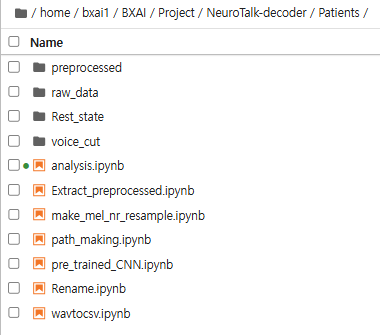 / home / bxai1 / BXAI / Project / NeuroTalk-decoder / Patients /
Name
preprocessed
raw_data
Rest_state
voice_cut
analysis.ipynb
Extract_preprocessed.ipynb
make_mel_nr_resample.ipynb
path_making.ipynb
pre_trained_CNN.ipynb
Rename.ipynb
wavtocsv.ipynb